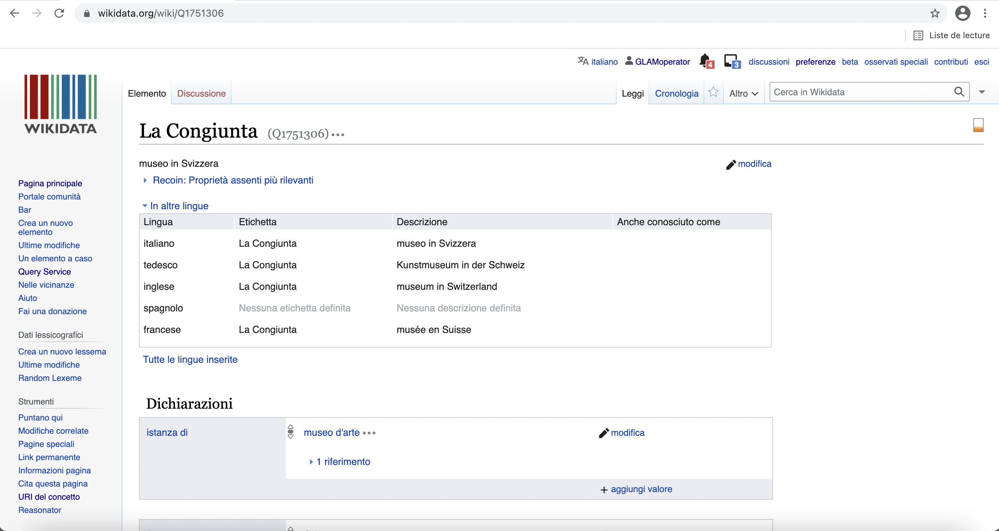 wikidata.org/wiki/Q1751306
Liste de lecture
italiano GLAMoperator 4 3 discussioni preferenze beta osservati speciali contributi esci
WIKIDATA
Elemento Discussione Leggi Cronologia Altro Cerca in Wikidata
La Congiunta (Q1751306)
museo in Svizzera modifica
Recoin: Proprietà assenti più rilevanti
In altre lingue
Lingua Etichetta Descrizione Anche conosciuto come
italiano La Congiunta museo in Svizzera
tedesco La Congiunta Kunstmuseum in der Schweiz
inglese La Congiunta museum in Switzerland
spagnolo Nessuna etichetta definita Nessuna descrizione definita
francese La Congiunta musée en Suisse
Tutte le lingue inserite
Dichiarazioni
istanza di museo d'arte modifica
1 riferimento
+ aggiungi valore
Pagina principale
Portale comunità
Bar
Crea un nuovo
elemento
Ultime modifiche
Un elemento a caso
Query Service
Nelle vicinanze
Aiuto
Fai una donazione
Dati lessicografici
Crea un nuovo lessema
Ultime modifiche
Random Lexeme
Strumenti
Puntano qui
Modifiche correlate
Pagine speciali
Link permanente
Informazioni pagina
Cita questa pagina
URI del concetto
Reasonator